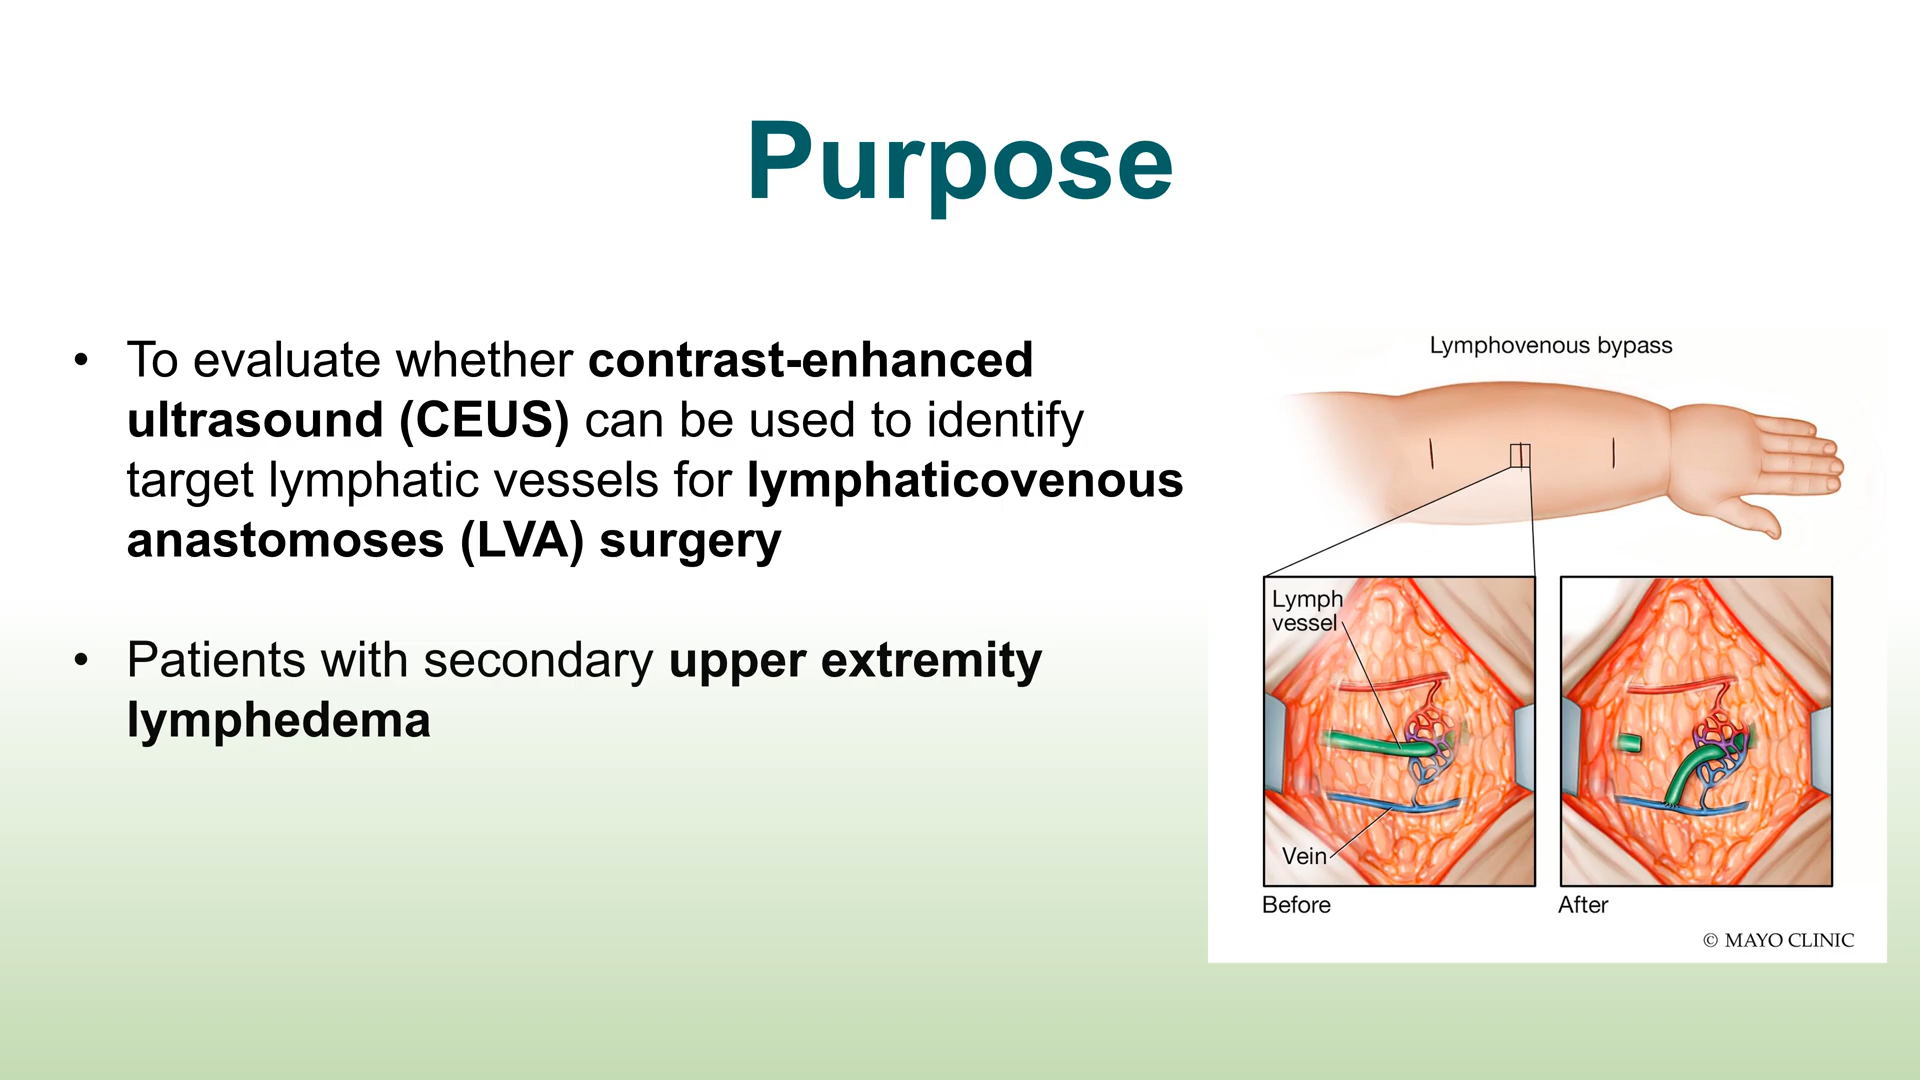 Purpose
• To evaluate whether contrast-enhanced
ultrasound (CEUS) can be used to identify
target lymphatic vessels for lymphaticovenous
anastomoses (LVA) surgery
• Patients with secondary upper extremity
lymphedema
Lymphovenous bypass
Lymph
vessel
Vein
Before
After
© MAYO CLINIC